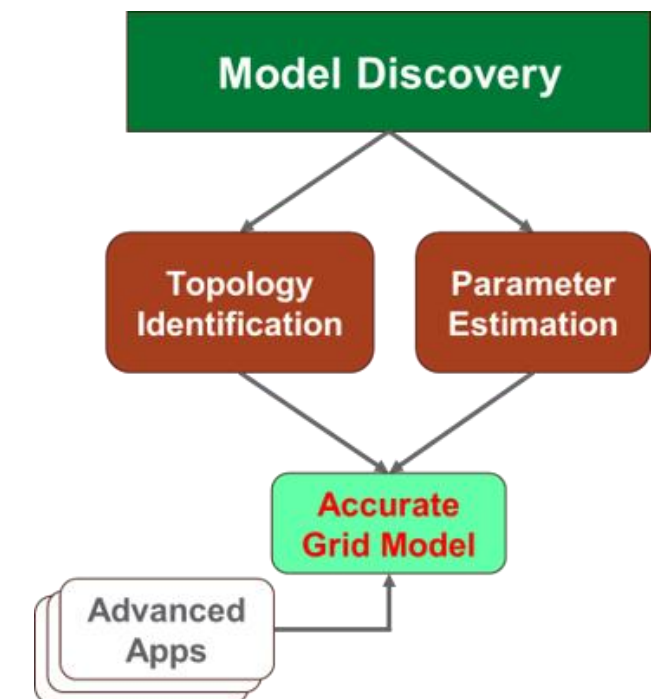 Model Discovery
Topology
Identification
Parameter
Estimation
Accurate
Grid Model
Advanced
Apps